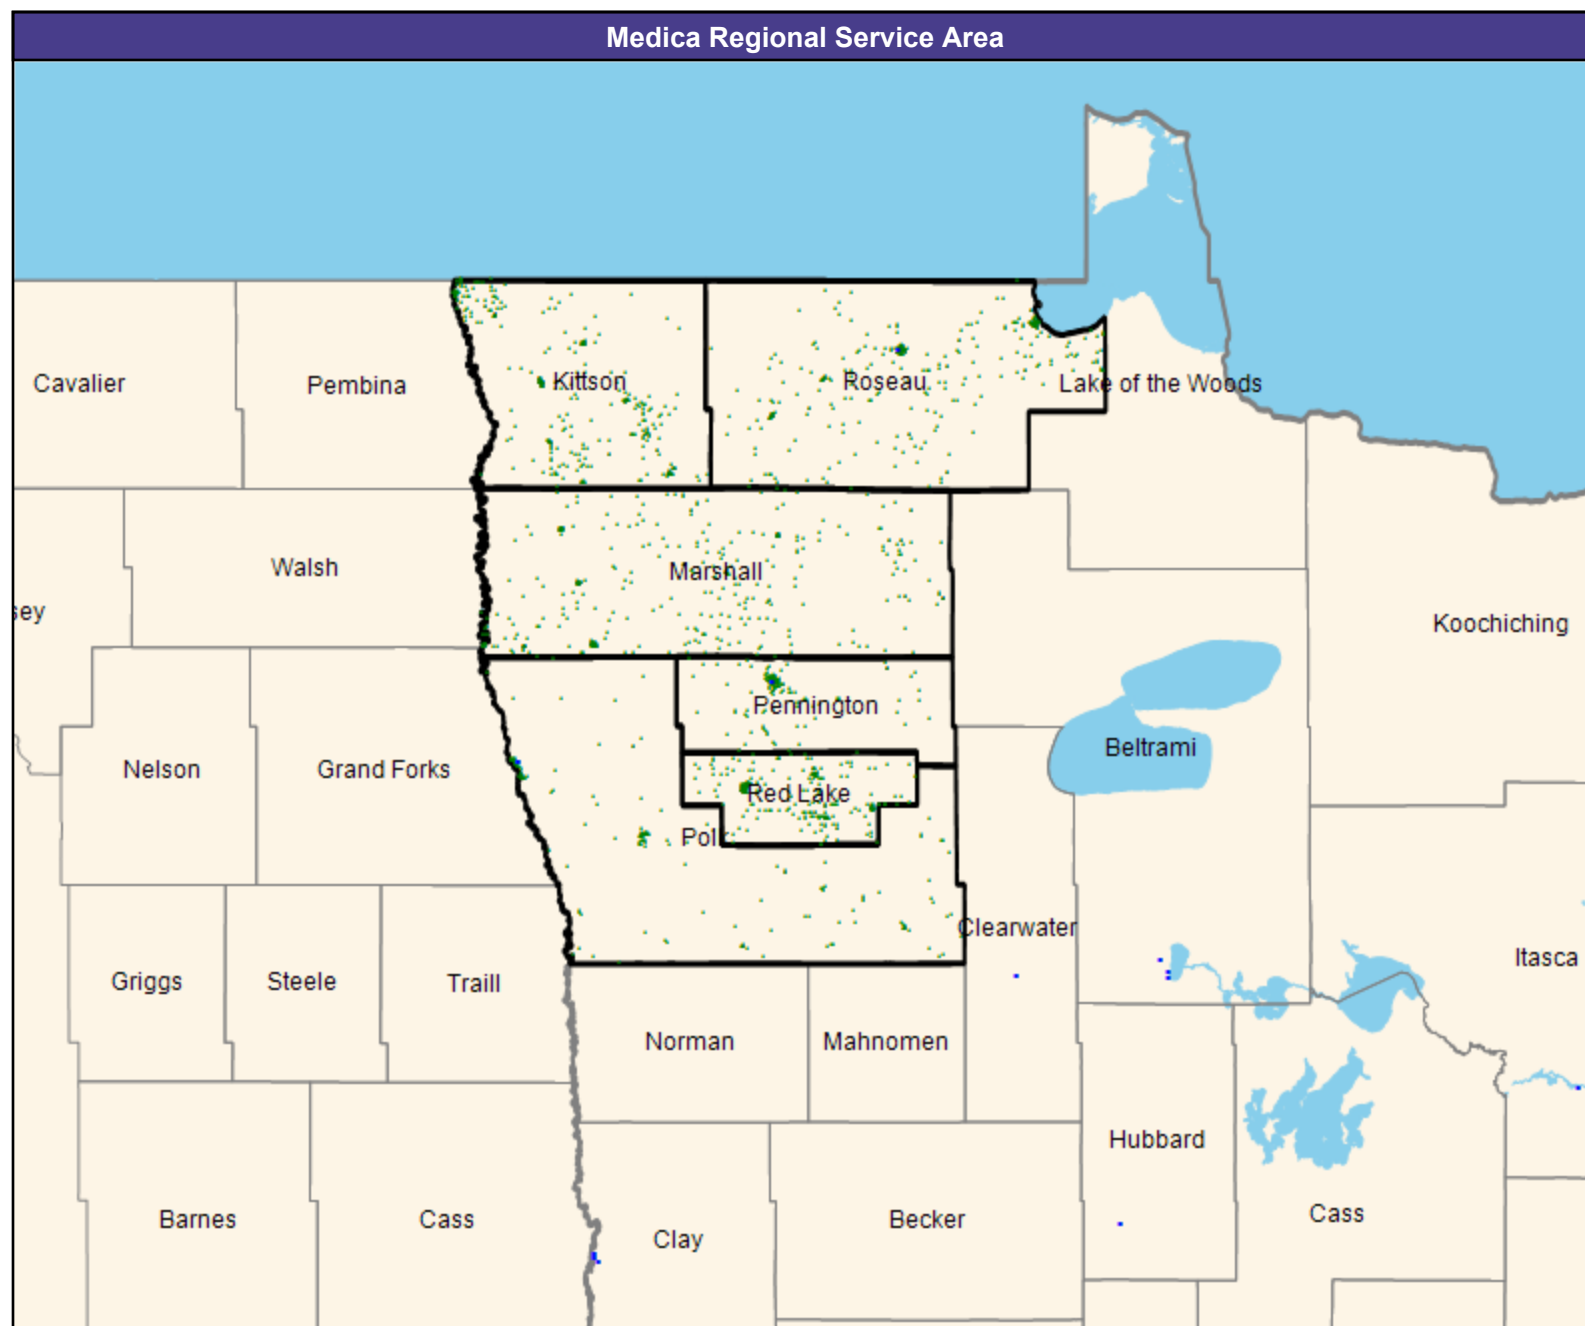 Medica Regional Service Area
Cavalier
Pembina
Kittson
Roseau
Lake of the Woods
Walsh
Marshall
sey
Koochiching
Pennington
Nelson
Grand Forks
Beltrami
Red Lake
Pol
Clearwater
Griggs
Steele
Traill
Itasca
Norman
Mahnomen
Hubbard
Barnes
Cass
Clay
Becker
Cass